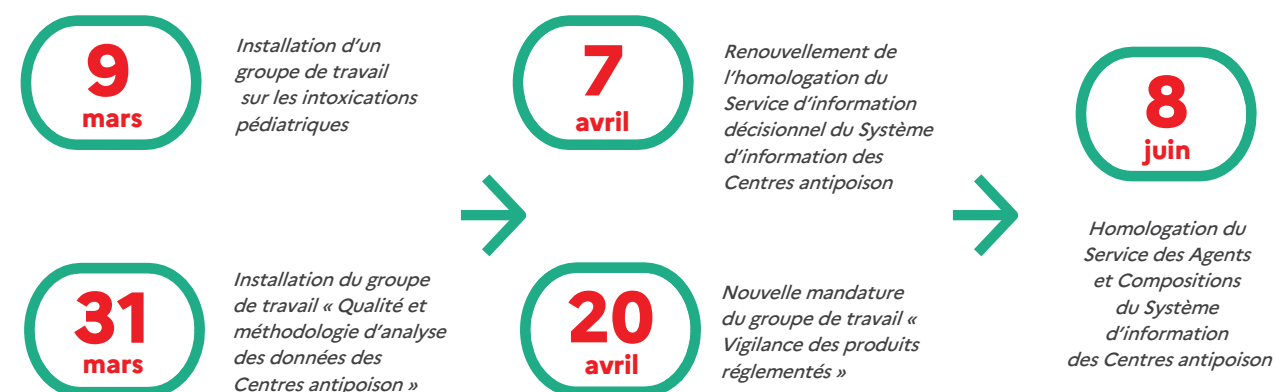 9
mars
Installation d’un
groupe de travail
sur les intoxications
pédiatriques
31
mars
Installation du groupe
de travail « Qualité et
méthodologie d’analyse
des données des
Centres antipoison »
7
avril
Renouvellement de
l’homologation du
Service d’information
décisionnel du Système
d’information des
Centres antipoison
20
avril
Nouvelle mandature
du groupe de travail «
Vigilance des produits
réglementés »
8
juin
Homologation du
Service des Agents
et Compositions
du Système
d’information
des Centres antipoison